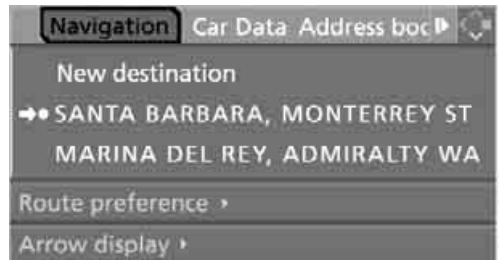 Navigation Car Data Address boc
New destination
SANTA BARBARA, MONTERREY ST
MARINA DEL REY, ADMIRALTY WA
Route preference
Arrow display